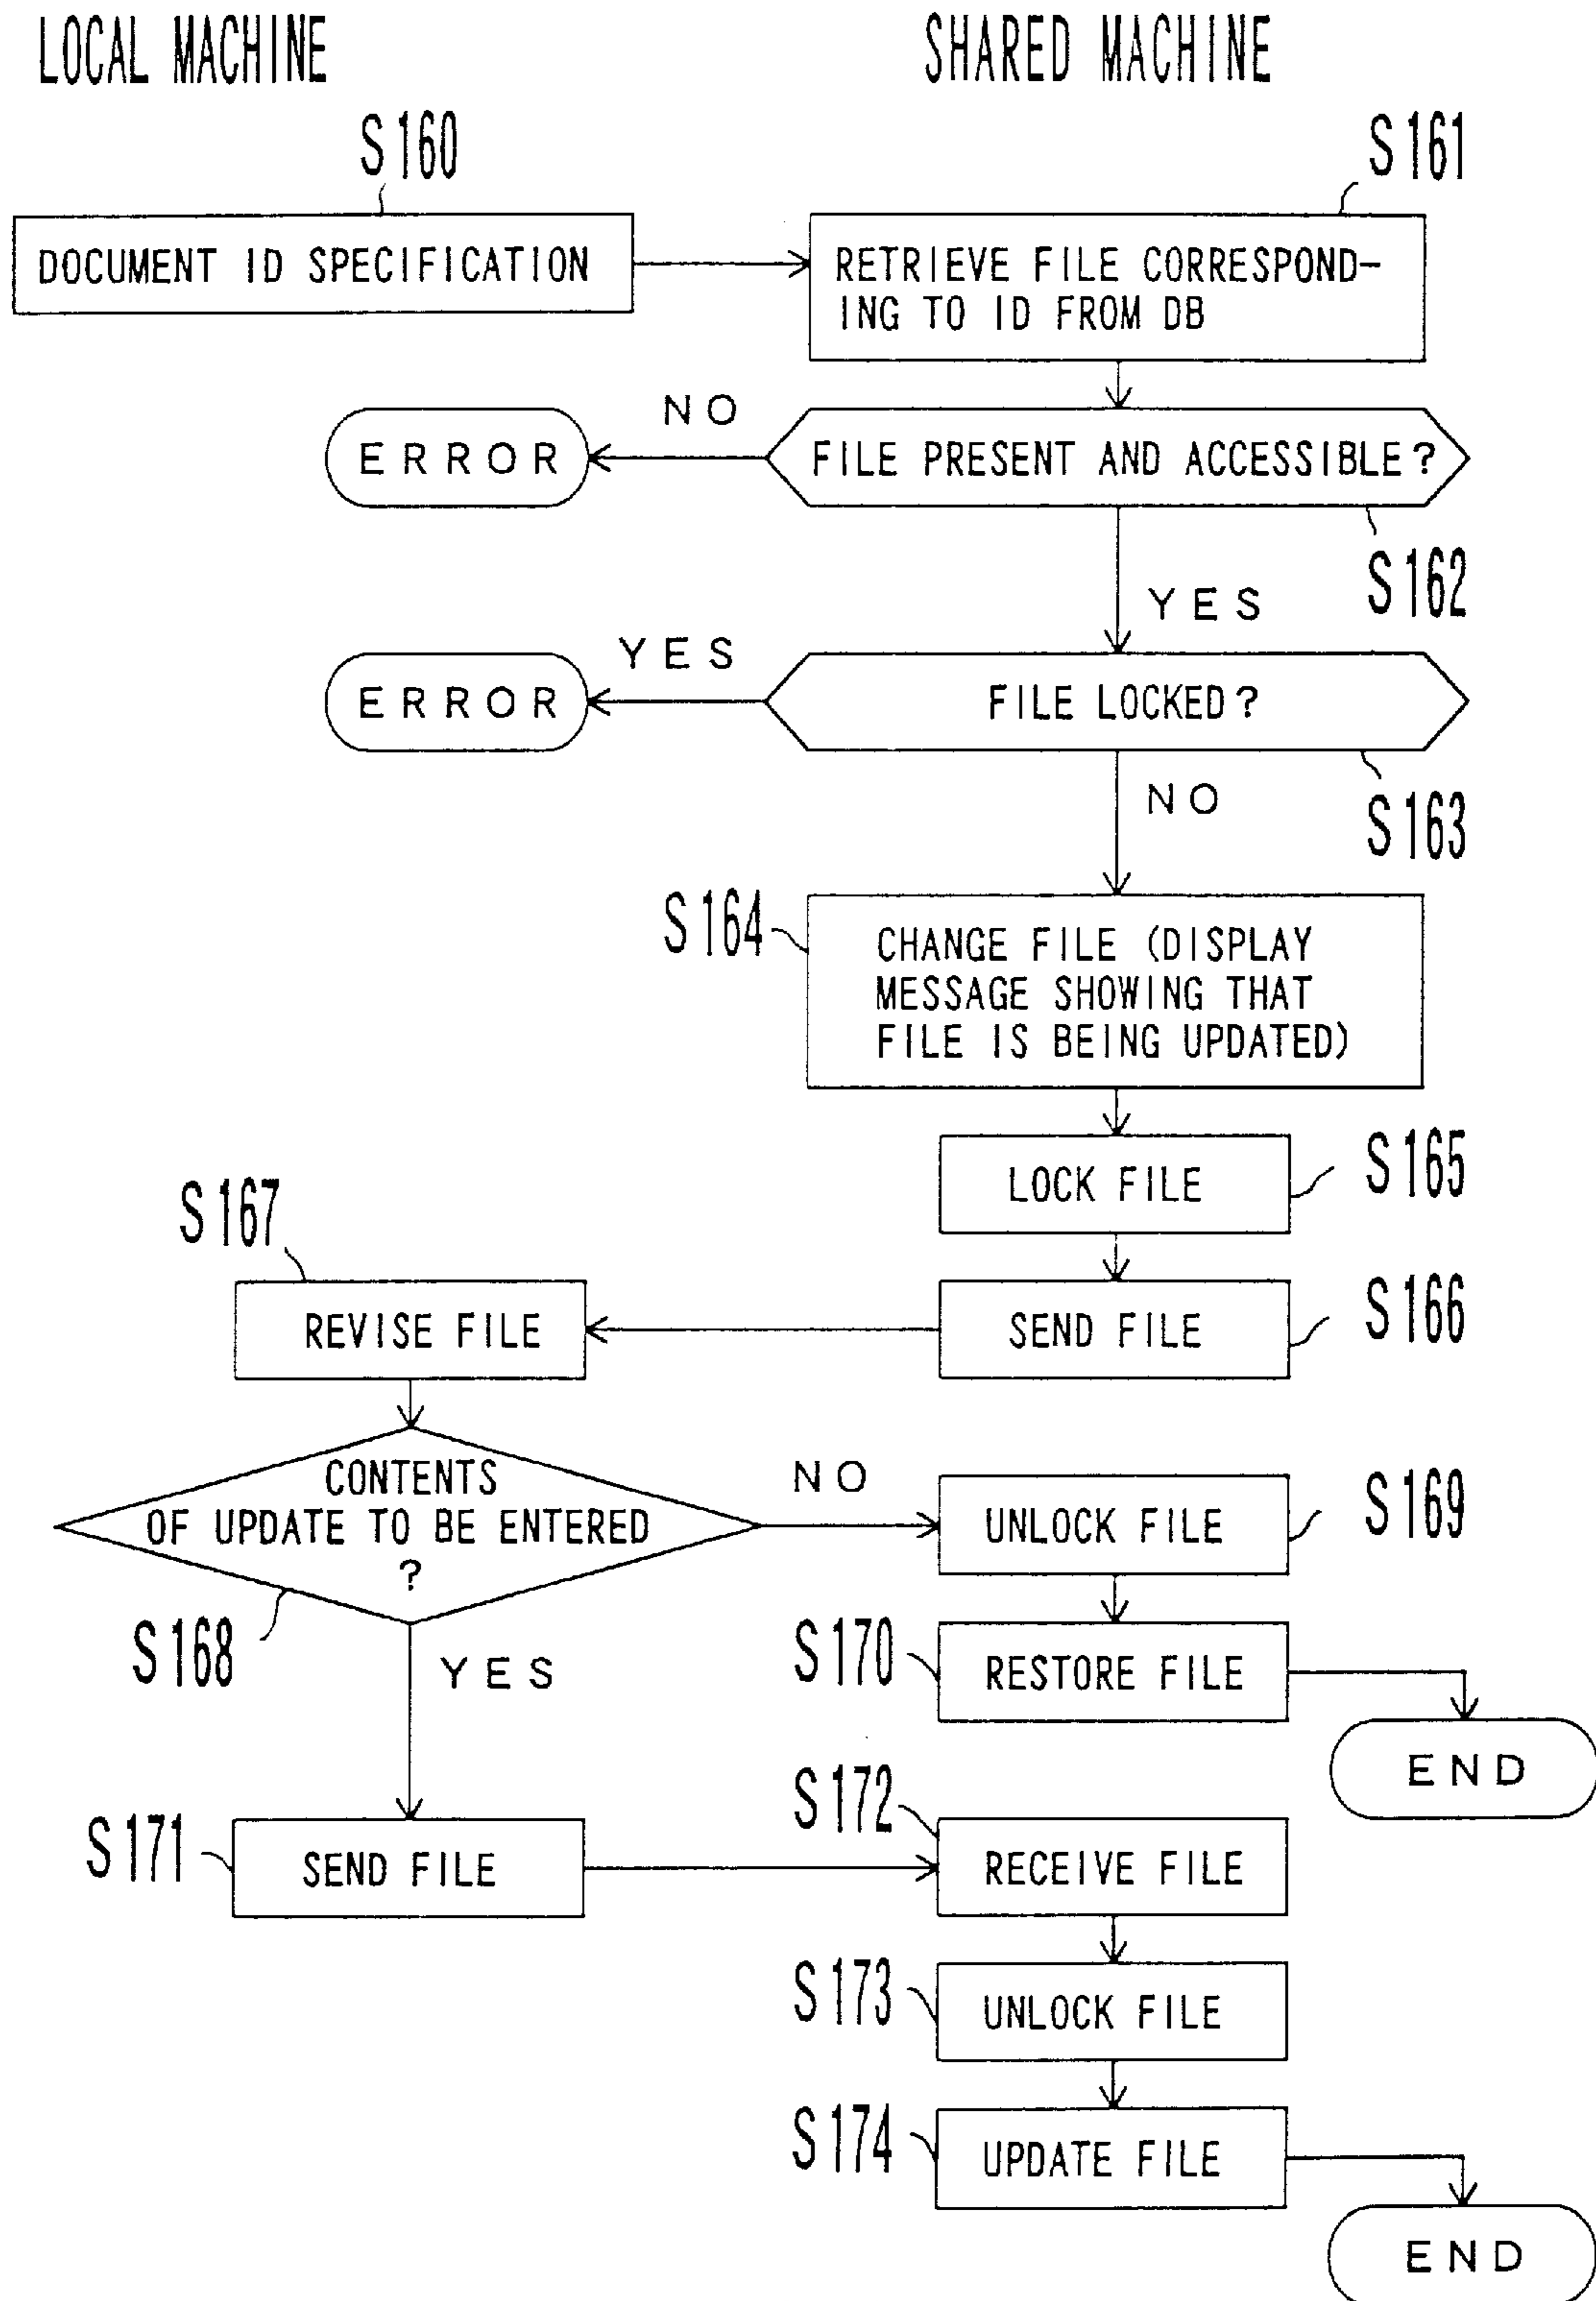 LOCAL MACHINE
SHARED MACHINE
S160
S161
DOCUMENT ID SPECIFICATION
RETRIEVE FILE CORRESPOND-
ING TO ID FROM DB
NO
ERROR
FILE PRESENT AND ACCESSIBLE?
S162
YES
YES
ERROR
FILE LOCKED?
NO
S163
S164
CHANGE FILE (DISPLAY
MESSAGE SHOWING THAT
FILE IS BEING UPDATED)
S165
LOCK FILE
S167
S166
REVISE FILE
SEND FILE
CONTENTS
OF UPDATE TO BE ENTERED
?
NO
S169
UNLOCK FILE
S168
YES
S170
RESTORE FILE
END
S172
S171
SEND FILE
RECEIVE FILE
S173
UNLOCK FILE
S174
UPDATE FILE
END